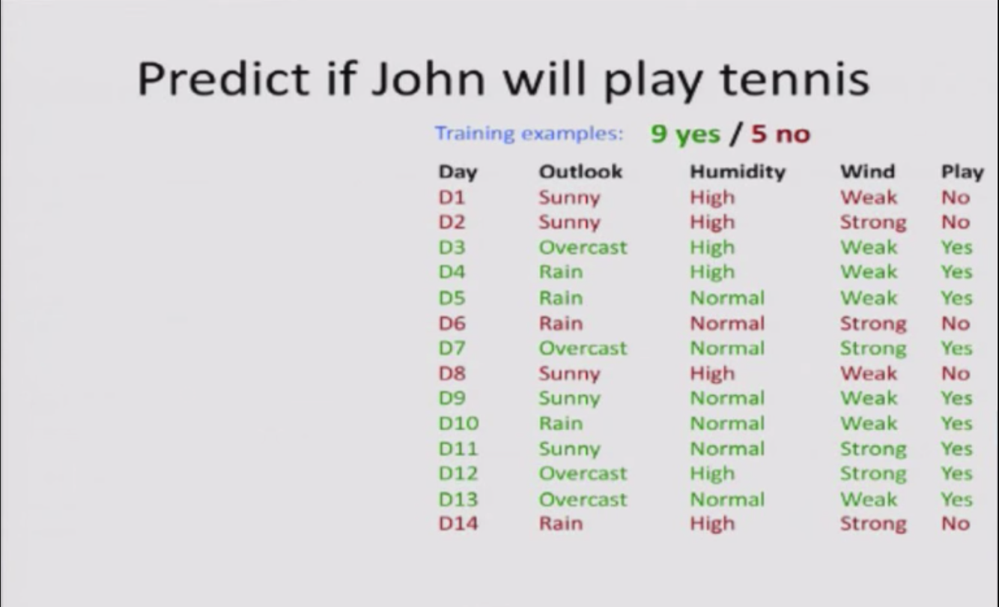 Predict if John will play tennis
Training examples: 9 yes / 5 no
Day Outlook Humidity Wind Play
D1 Sunny High Weak No
D2 Sunny High Strong No
D3 Overcast High Weak Yes
D4 Rain High Weak Yes
D5 Rain Normal Weak Yes
D6 Rain Normal Strong No
D7 Overcast Normal Strong Yes
D8 Sunny High Weak No
D9 Sunny Normal Weak Yes
D10 Rain Normal Weak Yes
D11 Sunny Normal Strong Yes
D12 Overcast High Strong Yes
D13 Overcast Normal Weak Yes
D14 Rain High Strong No